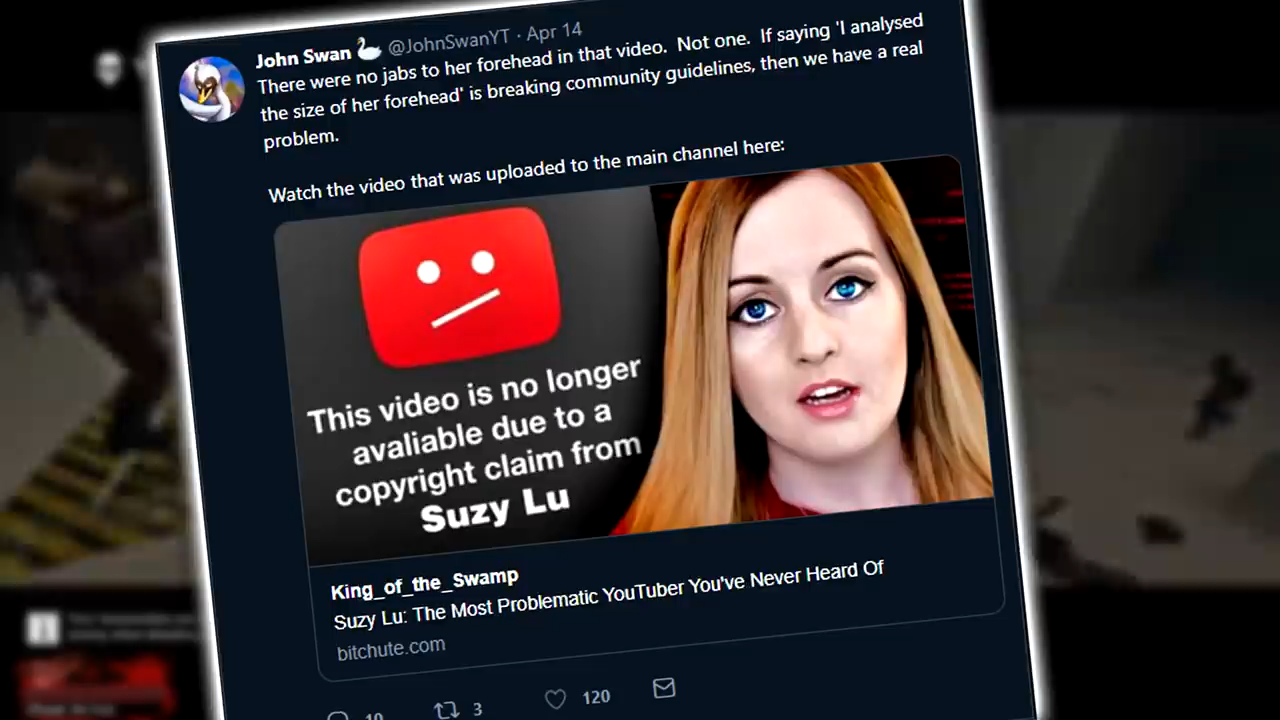 John Swan 🦢 @JohnSwanYT · Apr 14
There were no jabs to her forehead in that video.  Not one.  If saying 'I analysed
the size of her forehead' is breaking community guidelines, then we have a real
problem.
Watch the video that was uploaded to the main channel here:
This video is no longer
avaliable due to a
copyright claim from
Suzy Lu
King_of_the_Swamp
Suzy Lu: The Most Problematic YouTuber You've Never Heard Of
bitchute.com
10 3 120